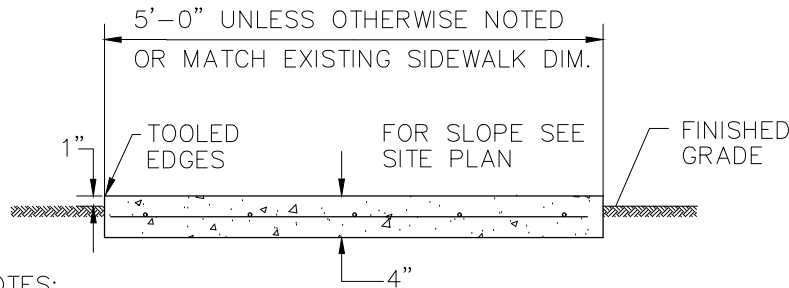 5'-0" UNLESS OTHERWISE NOTED
OR MATCH EXISTING SIDEWALK DIM.
1"
TOOLED
EDGES
FOR SLOPE SEE
SITE PLAN
FINISHED
GRADE
4"
OTES: